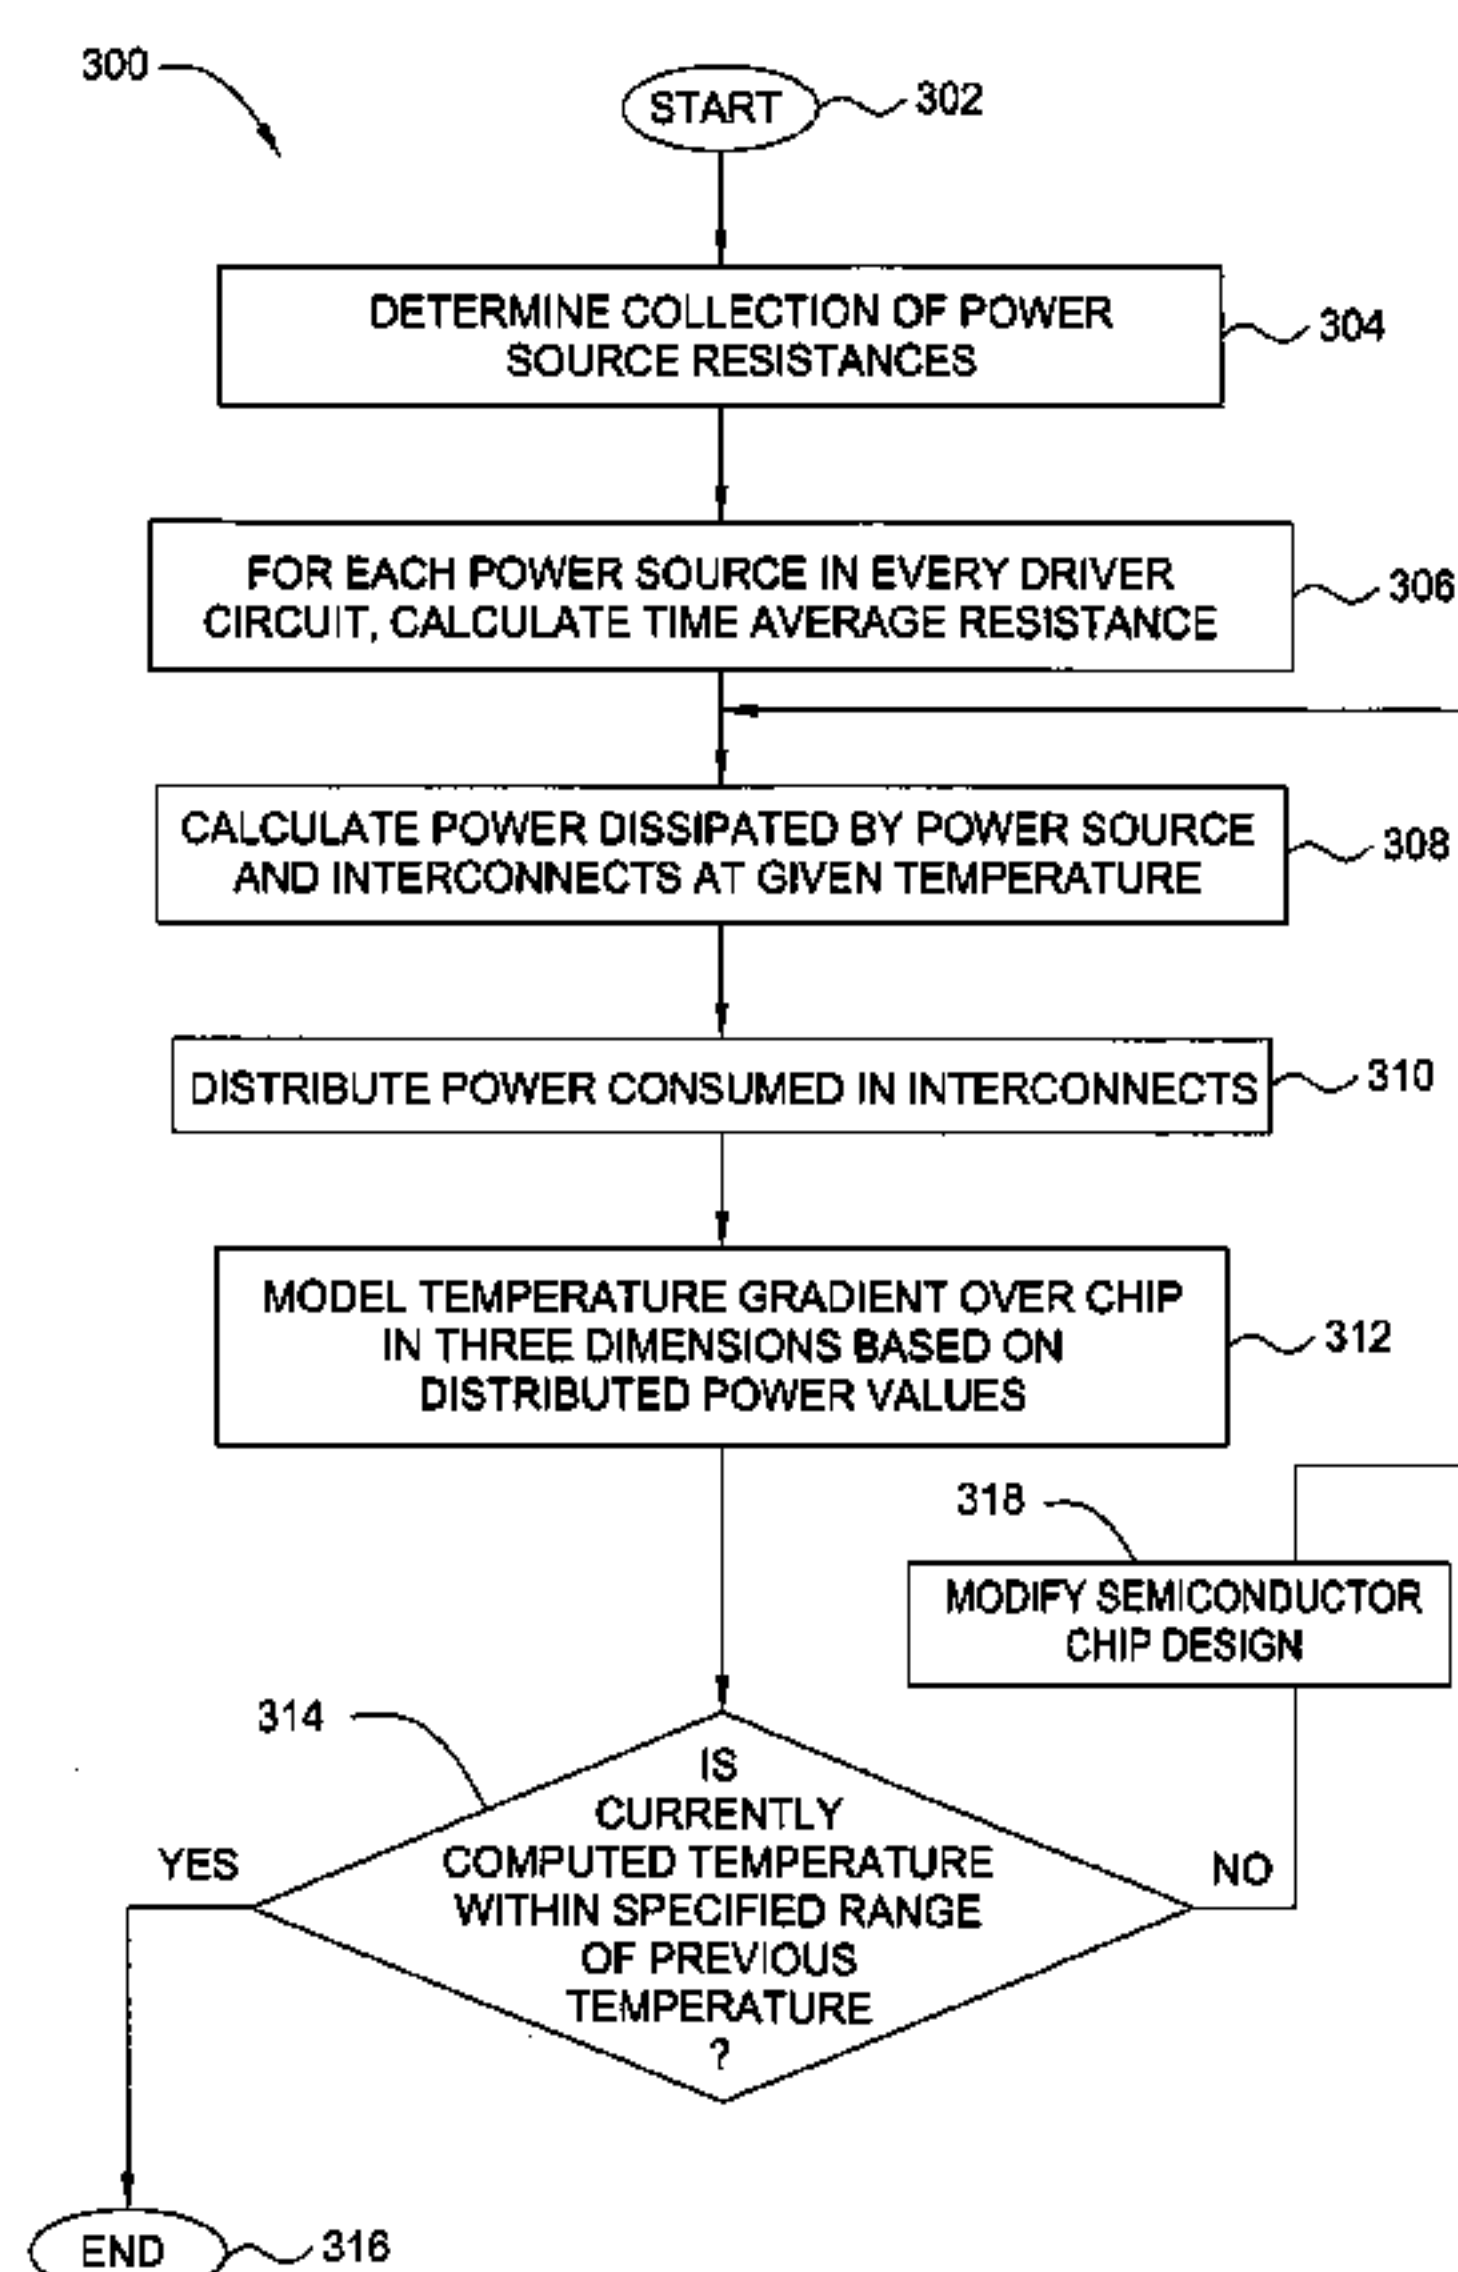 300
START
302
DETERMINE COLLECTION OF POWER
SOURCE RESISTANCES
304
FOR EACH POWER SOURCE IN EVERY DRIVER
CIRCUIT, CALCULATE TIME AVERAGE RESISTANCE
306
CALCULATE POWER DISSIPATED BY POWER SOURCE
AND INTERCONNECTS AT GIVEN TEMPERATURE
308
DISTRIBUTE POWER CONSUMED IN INTERCONNECTS
310
MODEL TEMPERATURE GRADIENT OVER CHIP
IN THREE DIMENSIONS BASED ON
DISTRIBUTED POWER VALUES
312
318
MODIFY SEMICONDUCTOR
CHIP DESIGN
314
IS
CURRENTLY
COMPUTED TEMPERATURE
WITHIN SPECIFIED RANGE
OF PREVIOUS
TEMPERATURE
?
YES
NO
END
316